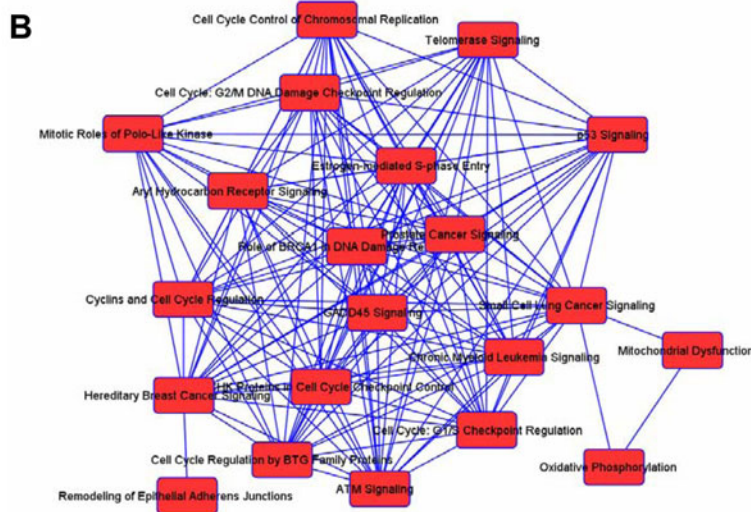 B
Cell Cycle Control of Chromosomal Replication
Telomerase Signaling
Cell Cycle: G2/M DNA Damage Checkpoint Regulation
Mitotic Roles of Polo-Like Kinase
p53 Signaling
Estrogen-mediated S-phase Entry
Aryl Hydrocarbon Receptor Signaling
Prostate Cancer Signaling
Role of BRCA1 in DNA Damage Re
Cyclins and Cell Cycle Regulation
Small Cell Lung Cancer Signaling
GADD45 Signaling
Mitochondrial Dysfunction
Chronic Myeloid Leukemia Signaling
Proteins in Cell Cycle Checkpoint Control
Hereditary Breast Cancer Signaling
Cell Cycle: G1/S Checkpoint Regulation
Cell Cycle Regulation by BTG Family Proteins
Oxidative Phosphorylation
ATM Signaling
Remodeling of Epithelial Adherens Junctions